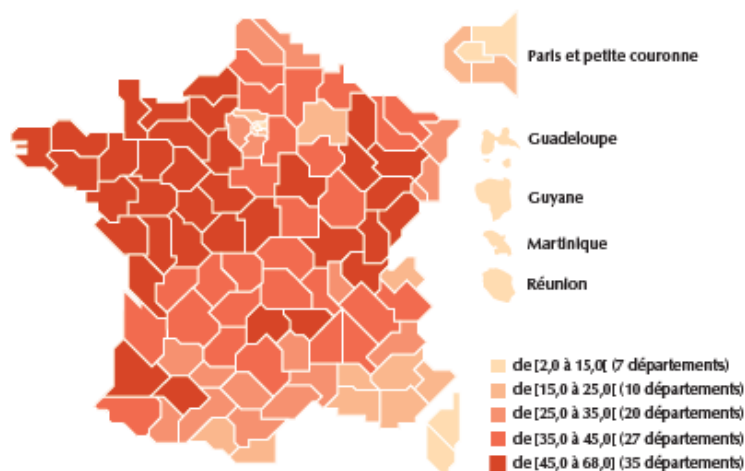 Paris et petite couronne
Guadeloupe
Guyane
Martinique
Réunion
de [2,0 à 15,0[ (7 départements)
de [15,0 à 25,0[ (10 départements)
de [25,0 à 35,0[ (20 départements)
de [35,0 à 45,0[ (27 départements)
de [45,0 à 68,0] (35 départements)